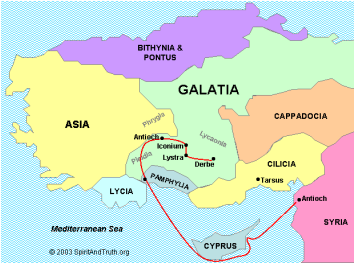 BITHYNIA &
PONTUS
GALATIA
Phrygia
ASIA
CAPPADOCIA
Antioch
Lycaonia
Iconium
Lystra
Derbe
Pisidia
CILICIA
Tarsus
PAMPHYLIA
LYCIA
Antioch
SYRIA
Mediterranean Sea
CYPRUS
© 2003 SpiritAndTruth.org